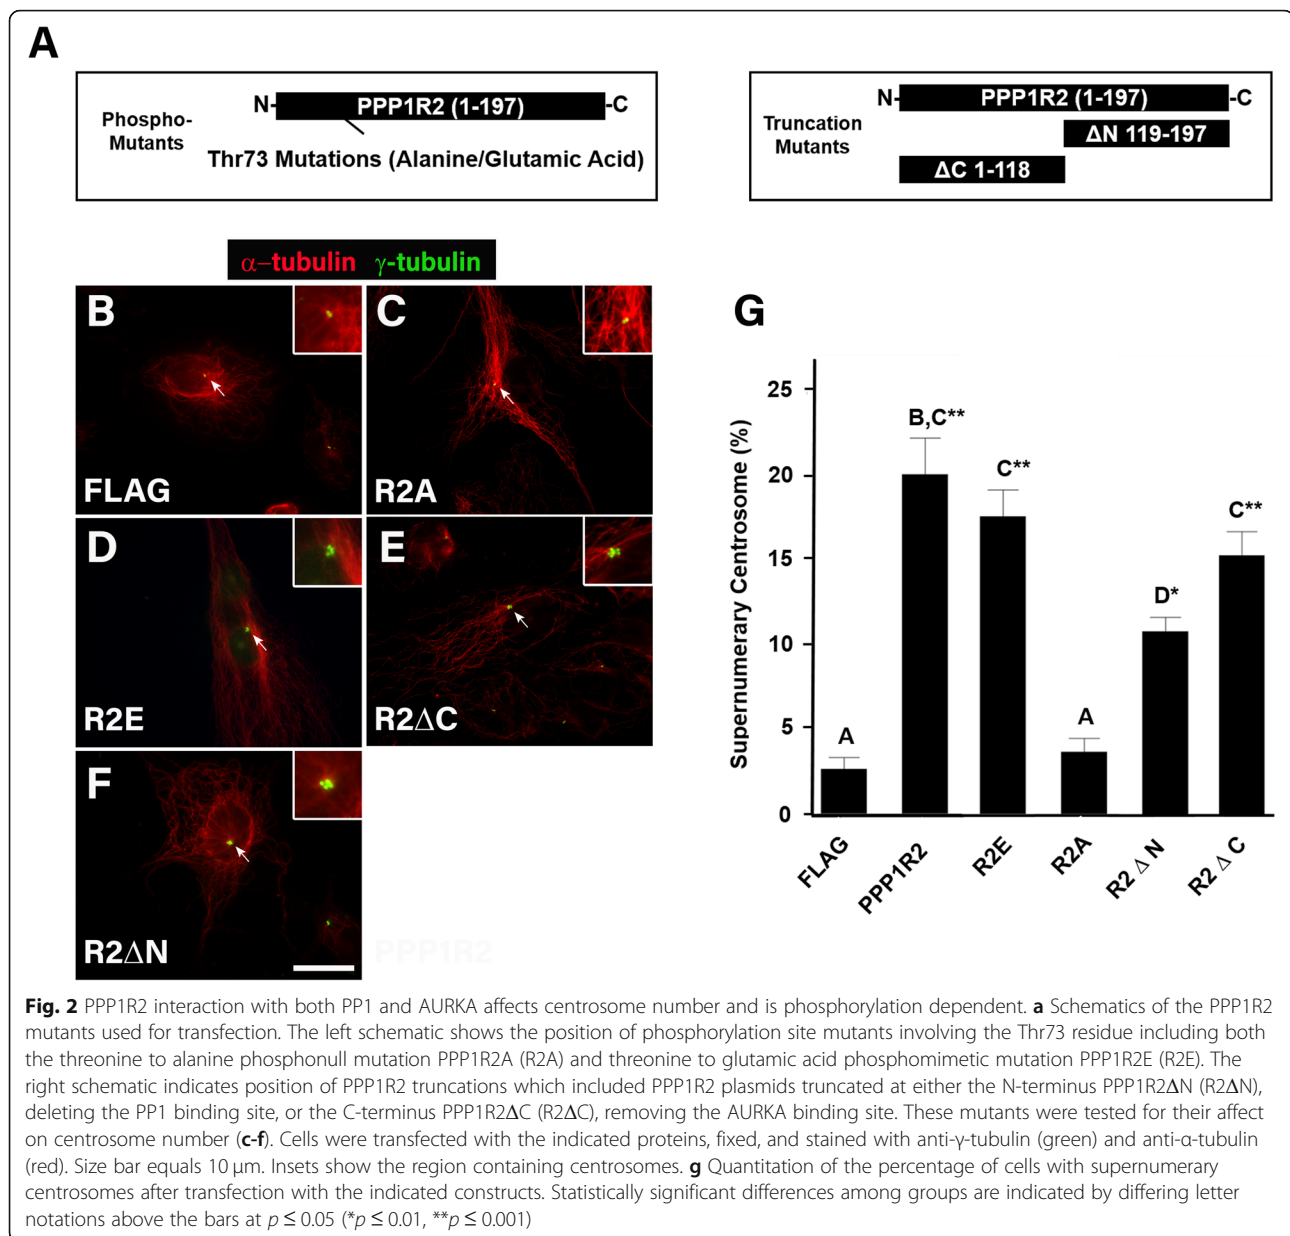 A
Phospho-
Mutants
N-
PPP1R2 (1-197)
-C
Thr73 Mutations (Alanine/Glutamic Acid)
Truncation
Mutants
N-
PPP1R2 (1-197)
-C
ΔN 119-197
ΔC 1-118
α–tubulin γ-tubulin
B
FLAG
C
R2A
D
R2E
E
R2ΔC
F
R2ΔN
PPP1R2
G
Supernumerary Centrosome (%)
25
20
15
10
5
0
A
B,C**
C**
A
D*
C**
FLAG
PPP1R2
R2E
R2A
R2 Δ N
R2 Δ C
Fig. 2 PPP1R2 interaction with both PP1 and AURKA affects centrosome number and is phosphorylation dependent. a Schematics of the PPP1R2
mutants used for transfection. The left schematic shows the position of phosphorylation site mutants involving the Thr73 residue including both
the threonine to alanine phosphonull mutation PPP1R2A (R2A) and threonine to glutamic acid phosphomimetic mutation PPP1R2E (R2E). The
right schematic indicates position of PPP1R2 truncations which included PPP1R2 plasmids truncated at either the N-terminus PPP1R2ΔN (R2ΔN),
deleting the PP1 binding site, or the C-terminus PPP1R2ΔC (R2ΔC), removing the AURKA binding site. These mutants were tested for their affect
on centrosome number (c-f). Cells were transfected with the indicated proteins, fixed, and stained with anti-γ-tubulin (green) and anti-α-tubulin
(red). Size bar equals 10 μm. Insets show the region containing centrosomes. g Quantitation of the percentage of cells with supernumerary
centrosomes after transfection with the indicated constructs. Statistically significant differences among groups are indicated by differing letter
notations above the bars at p ≤ 0.05 (*p ≤ 0.01, **p ≤ 0.001)